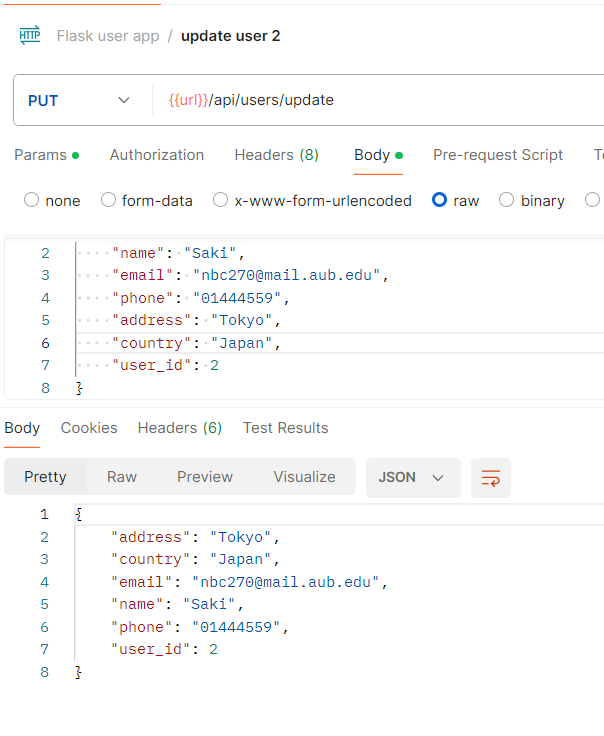 HTTP Flask user app / update user 2
PUT {{url}}/api/users/update
Params Authorization Headers (8) Body Pre-request Script
none form-data x-www-form-urlencoded raw binary
2 "name": "Saki",
3 "email": "nbc270@mail.aub.edu",
4 "phone": "01444559",
5 "address": "Tokyo",
6 "country": "Japan",
7 "user_id": 2
8 }
Body Cookies Headers (6) Test Results
Pretty Raw Preview Visualize JSON
1 {
2 "address": "Tokyo",
3 "country": "Japan",
4 "email": "nbc270@mail.aub.edu",
5 "name": "Saki",
6 "phone": "01444559",
7 "user_id": 2
8 }